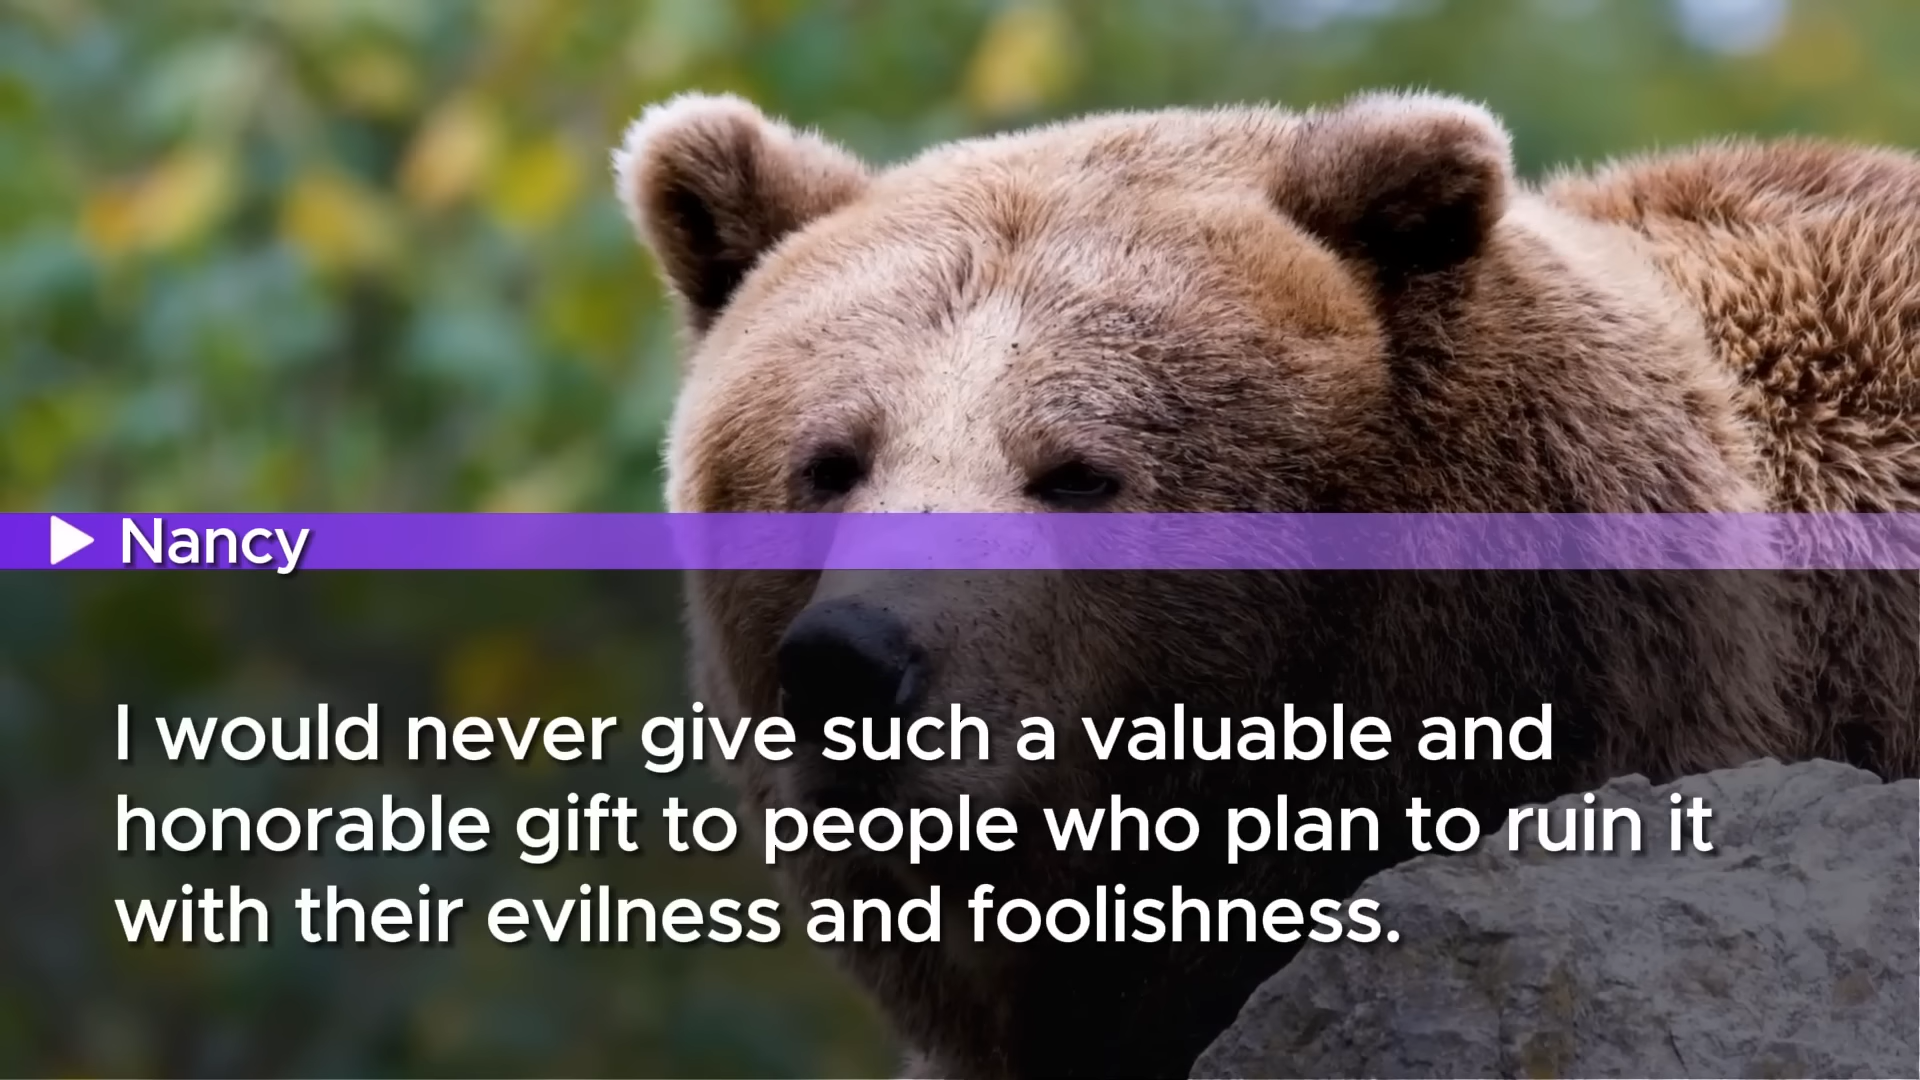 Nancy
I would never give such a valuable and
honorable gift to people who plan to ruin it
with their evilness and foolishness.